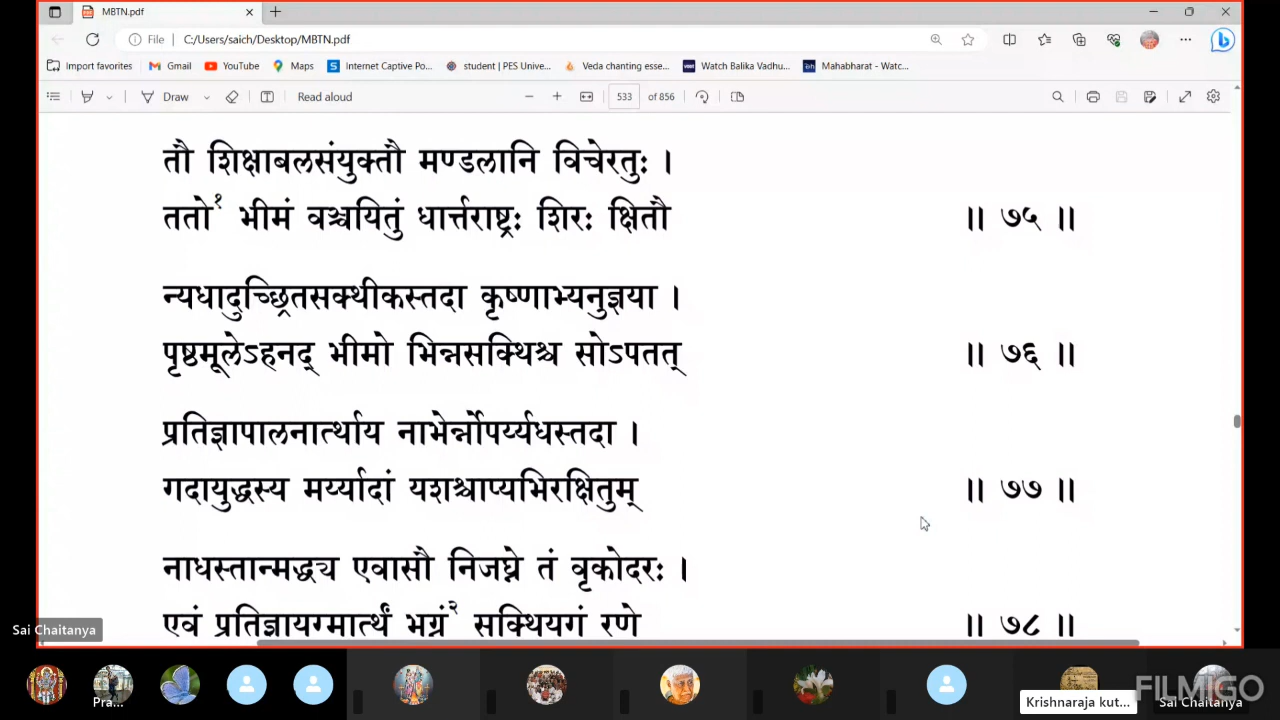 MBTN.pdf
File C:/Users/saich/Desktop/MBTN.pdf
Import favorites Gmail YouTube Maps Internet Captive Po... student | PES Unive... Veda chanting esse... Watch Balika Vadhu... Mahabharat - Watc...
Draw Read aloud 533 of 856
तौ शिक्षाबलसंयुक्तौ मण्डलानि विचेरतुः ।
ततो१ भीमं वञ्चयितुं धार्त्तराष्ट्रः शिरः क्षितौ ॥ ७५ ॥
न्यधादुच्छ्रितसक्थीकस्तदा कृष्णाभ्यनुज्ञया ।
पृष्ठमूलेऽहनद् भीमो भिन्नसक्थिश्च सोऽपतत् ॥ ७६ ॥
प्रतिज्ञापालनार्त्थाय नाभेर्न्नोपर्य्यधस्तदा ।
गदायुद्धस्य मर्य्यादां यशश्चाप्यभिरक्षितुम् ॥ ७७ ॥
नाधस्तान्मद्ध्य एवासौ निजघ्ने तं वृकोदरः ।
एवं प्रतिज्ञायुग्मार्त्थं भग्नं२ सक्थियुगं रणे ॥ ७८ ॥
Sai Chaitanya
Pra...
Krishnaraja kut... Sai Chaitanya
FILMIGO